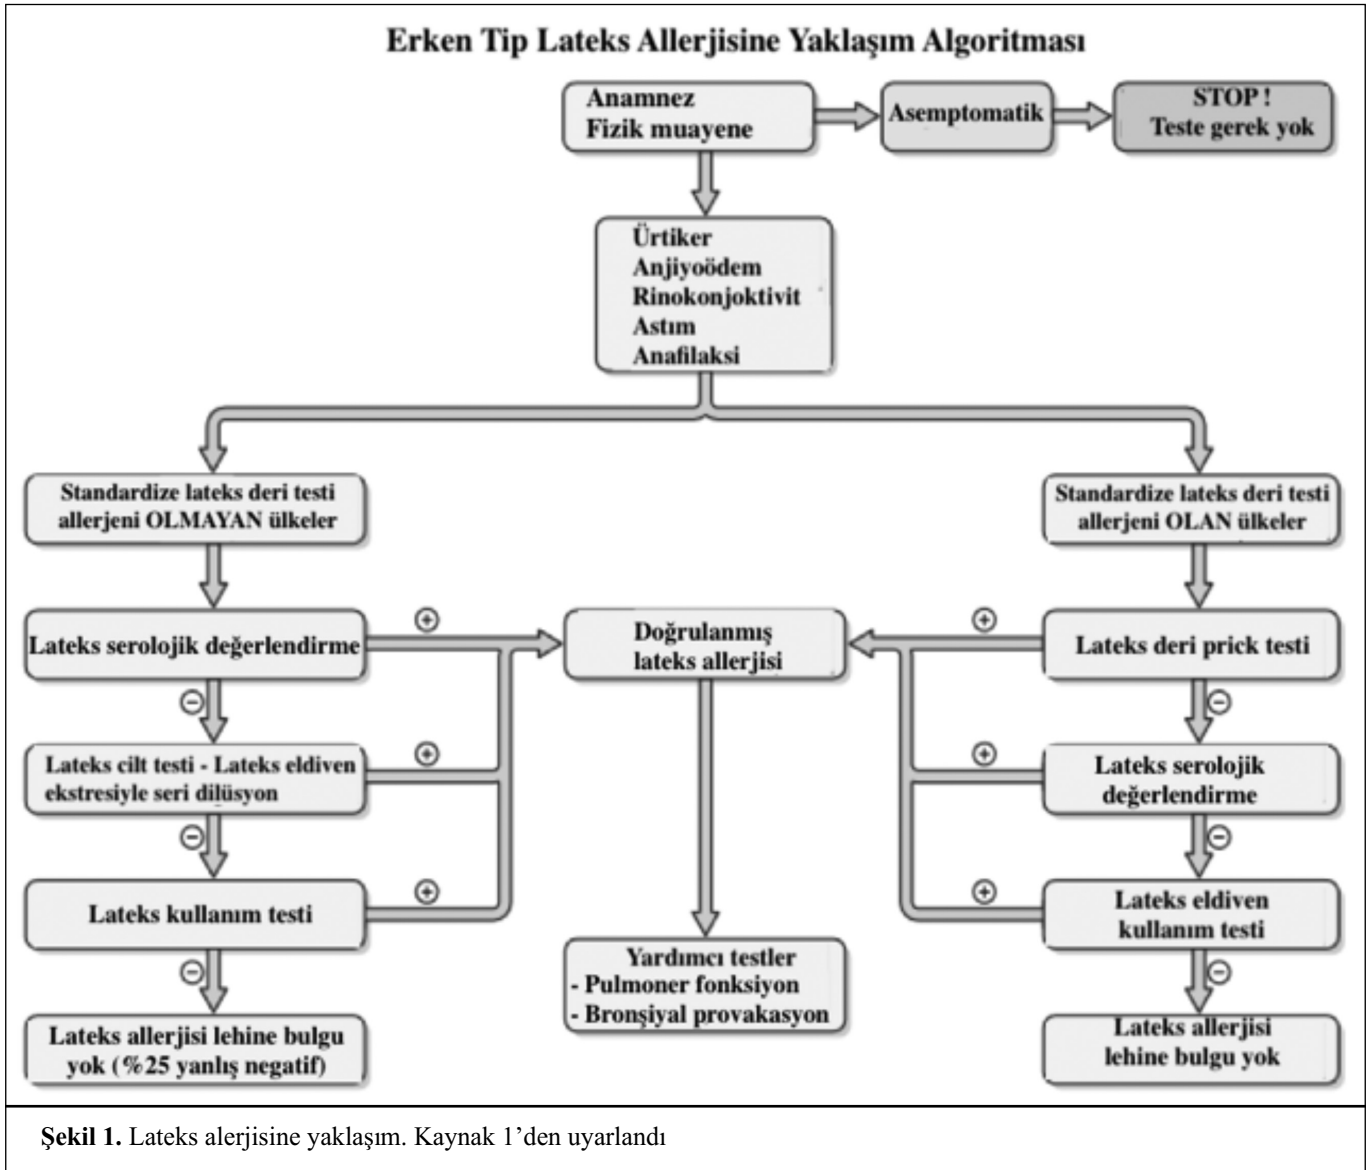 Erken Tip Lateks Allerjisine Yaklaşım Algoritması
Anamnez
Fizik muayene
Asemptomatik
STOP !
Teste gerek yok
Ürtiker
Anjiyoödem
Rinokonjoktivit
Astım
Anafilaksi
Standardize lateks deri testi
allerjeni OLMAYAN ülkeler
Standardize lateks deri testi
allerjeni OLAN ülkeler
Lateks serolojik değerlendirme
+
Doğrulanmış
lateks allerjisi
+
Lateks deri prick testi
−
−
Lateks cilt testi - Lateks eldiven
ekstresiyle seri dilüsyon
+
+
Lateks serolojik
değerlendirme
−
−
Lateks kullanım testi
+
+
Lateks eldiven
kullanım testi
−
−
Yardımcı testler
- Pulmoner fonksiyon
- Bronşiyal provakasyon
Lateks allerjisi lehine bulgu
yok (%25 yanlış negatif)
Lateks allerjisi
lehine bulgu yok
Şekil 1. Lateks alerjisine yaklaşım. Kaynak 1’den uyarlandı